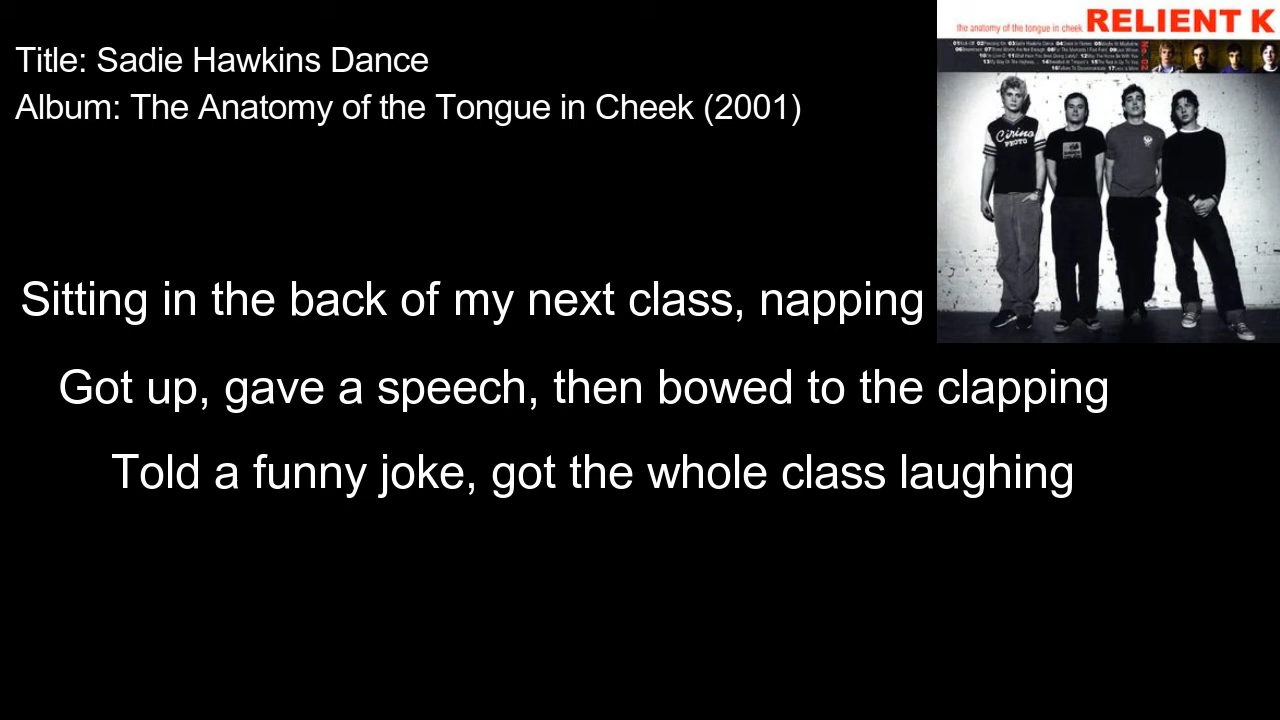 Title: Sadie Hawkins Dance
Album: The Anatomy of the Tongue in Cheek (2001)
the anatomy of the tongue in cheek RELIENT K
Cirino
PHOTO
Sitting in the back of my next class, napping
Got up, gave a speech, then bowed to the clapping
Told a funny joke, got the whole class laughing